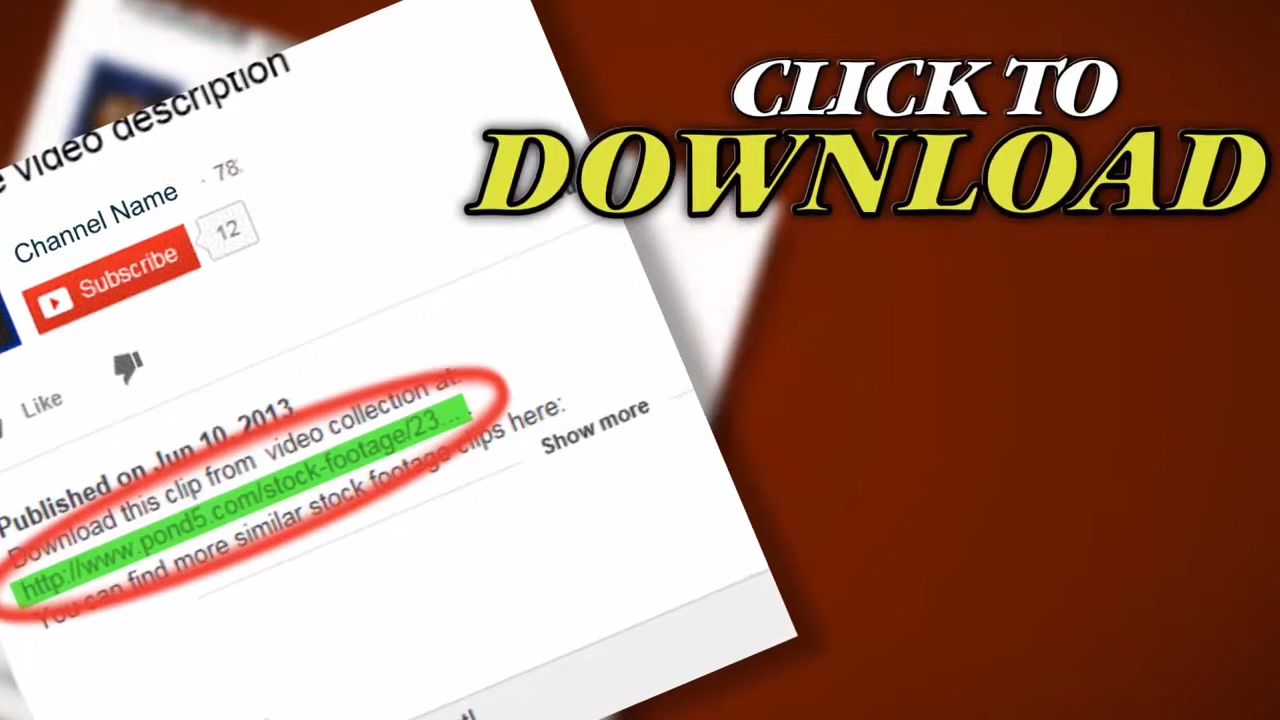 CLICK TO
DOWNLOAD
video description
Channel Name
78
Subscribe
12
Like
Published on Jun 10, 2013
Download this clip from video collection at:
http://www.pond5.com/stock-footage/23...
You can find more similar stock footage clips here:
Show more